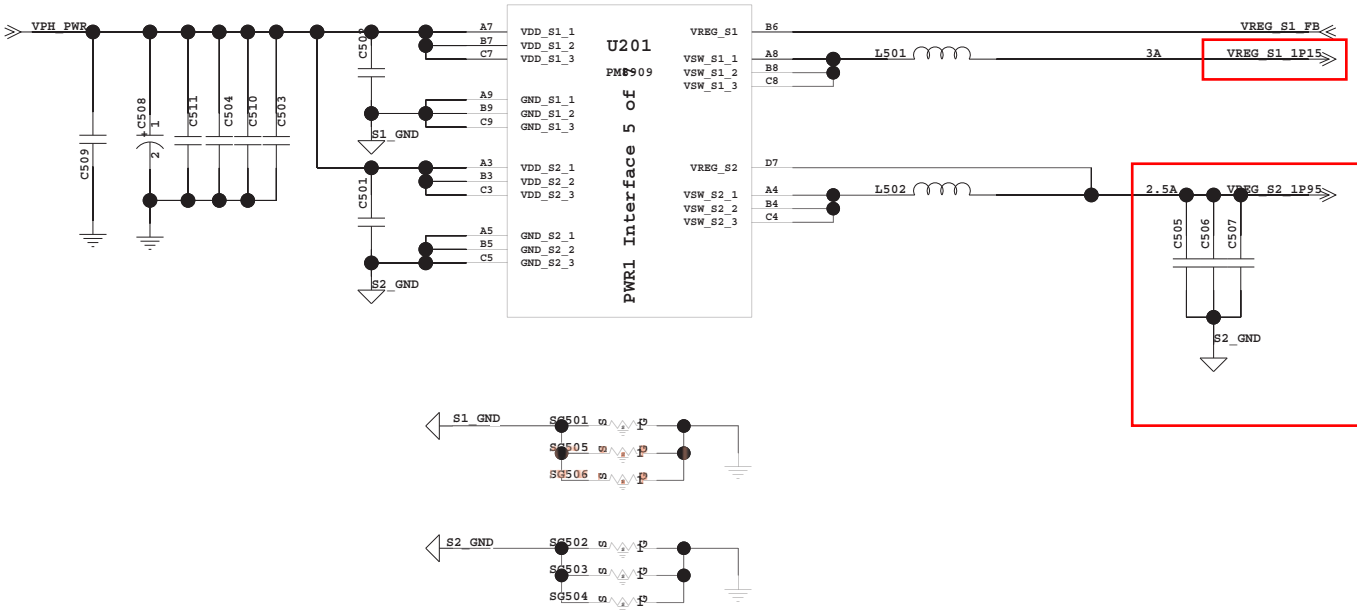 VPH_PWR
C509
C508
+
1
2
C511
C504
C510
C503
C502
C501
A7
B7
C7
A9
B9
C9
A3
B3
C3
A5
B5
C5
S1_GND
S2_GND
VDD_S1_1
VDD_S1_2
VDD_S1_3
GND_S1_1
GND_S1_2
GND_S1_3
VDD_S2_1
VDD_S2_2
VDD_S2_3
GND_S2_1
GND_S2_2
GND_S2_3
U201
PM8909
PWR1 Interface 5 of
VREG_S1
VSW_S1_1
VSW_S1_2
VSW_S1_3
VREG_S2
VSW_S2_1
VSW_S2_2
VSW_S2_3
B6
A8
B8
C8
D7
A4
B4
C4
VREG_S1_FB
L501
3A
VREG_S1_1P15
L502
2.5A
VREG_S2_1P95
C505
C506
C507
S2_GND
S1_GND
SG501 S G
SG505 S G
SG506 S G
S2_GND
SG502 S G
SG503 S G
SG504 S G